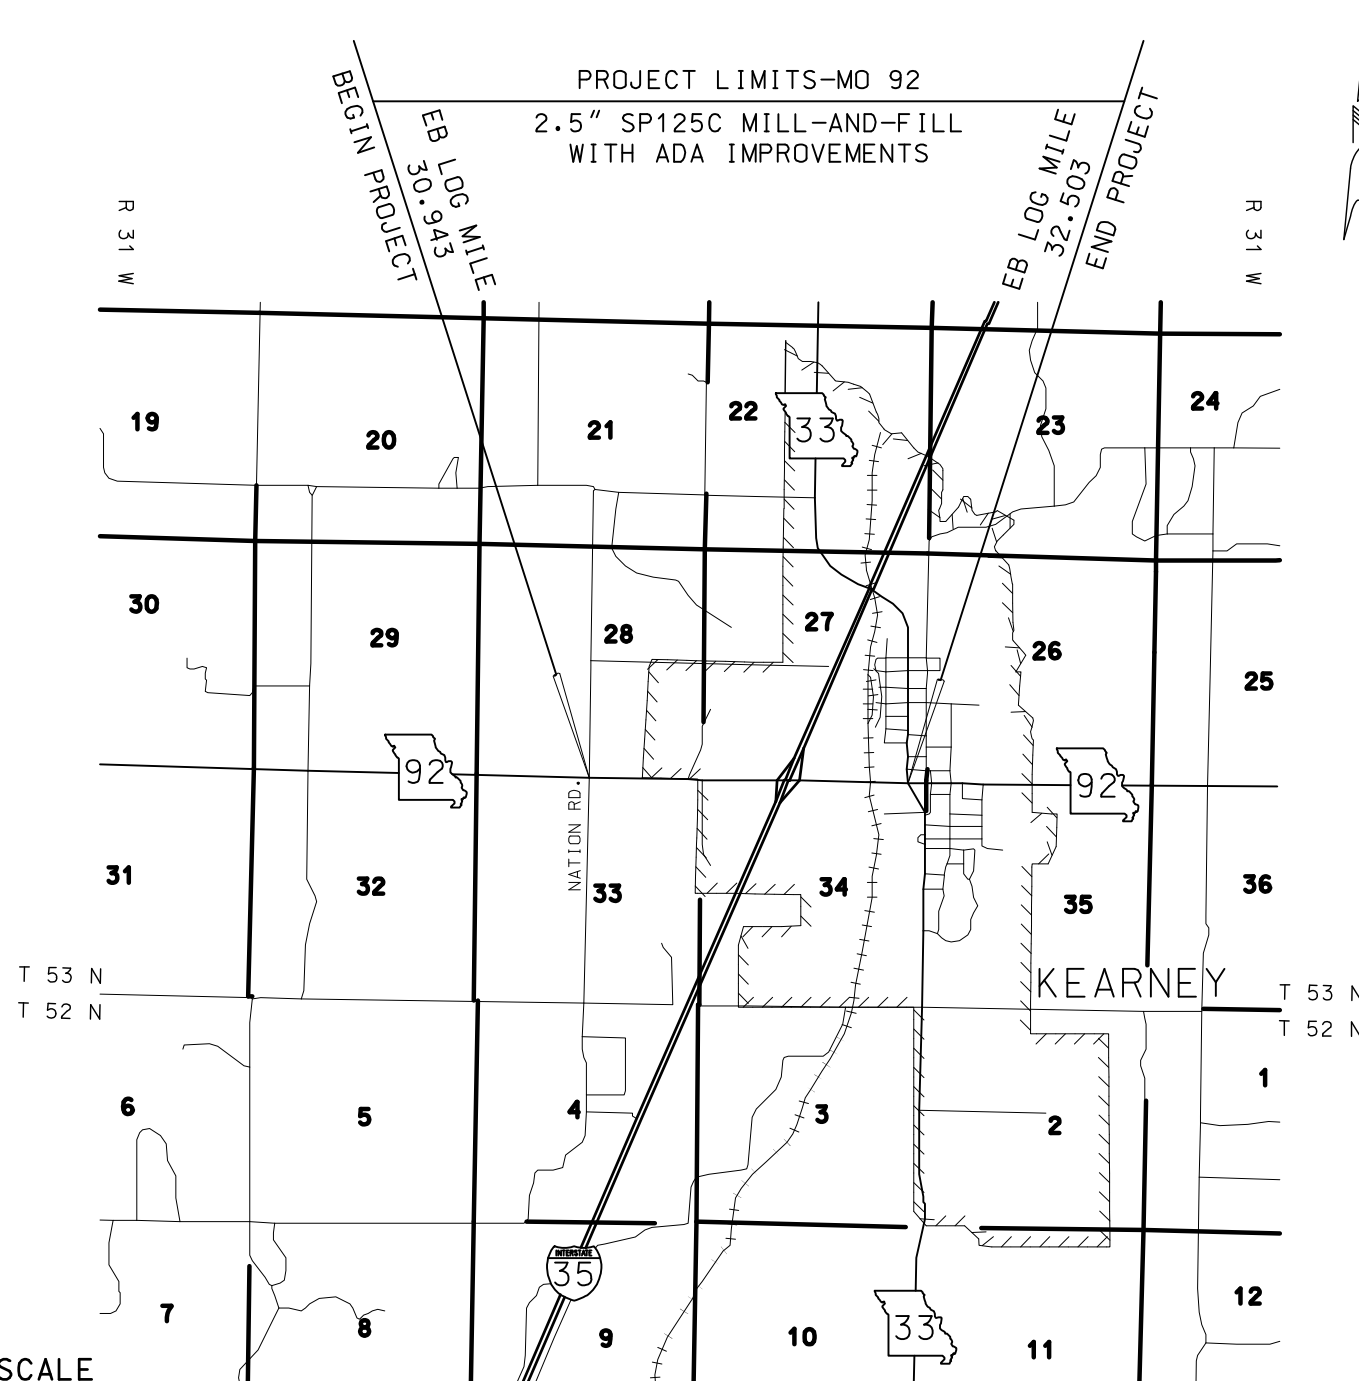 PROJECT LIMITS-MO 92
2.5" SP125C MILL-AND-FILL
WITH ADA IMPROVEMENTS
BEGIN PROJECT
EB LOG MILE
30.943
EB LOG MILE
32.503
END PROJECT
R 31 W
R 31 W
19
20
21
22
33
23
24
30
29
28
27
26
25
92
92
NATION RD.
31
32
33
34
35
36
KEARNEY
T 53 N
T 52 N
T 53 N
T 52 N
6
5
4
3
2
1
INTERSTATE
35
7
8
9
10
33
11
12
SCALE